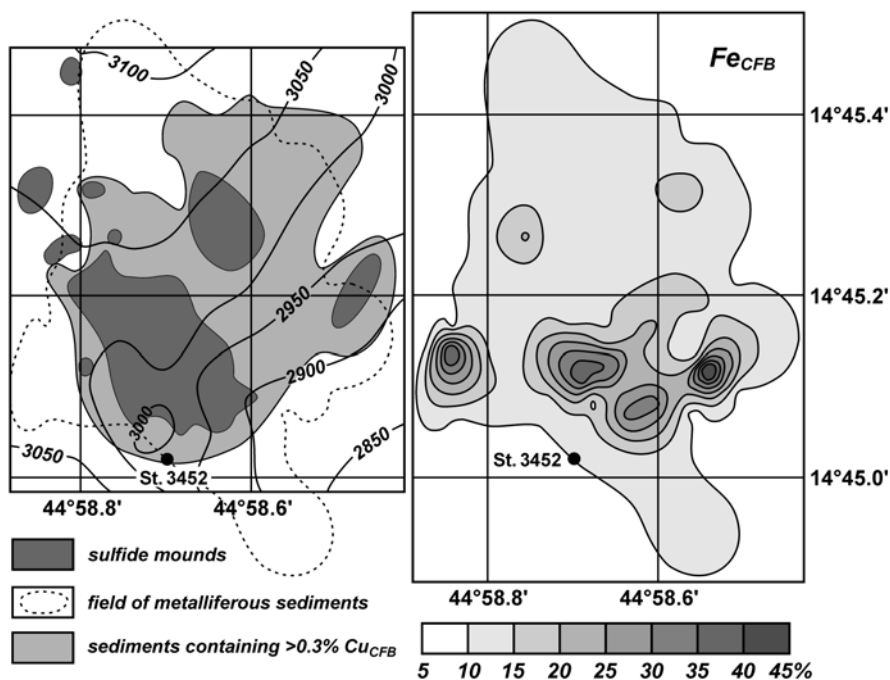 3100
3050
3000
2950
2900
3000
3050
2850
St. 3452
44°58.8' 44°58.6'
sulfide mounds
field of metalliferous sediments
sediments containing >0.3% CuCFB
FeCFB
14°45.4'
14°45.2'
St. 3452
14°45.0'
44°58.8' 44°58.6'
5 10 15 20 25 30 35 40 45%